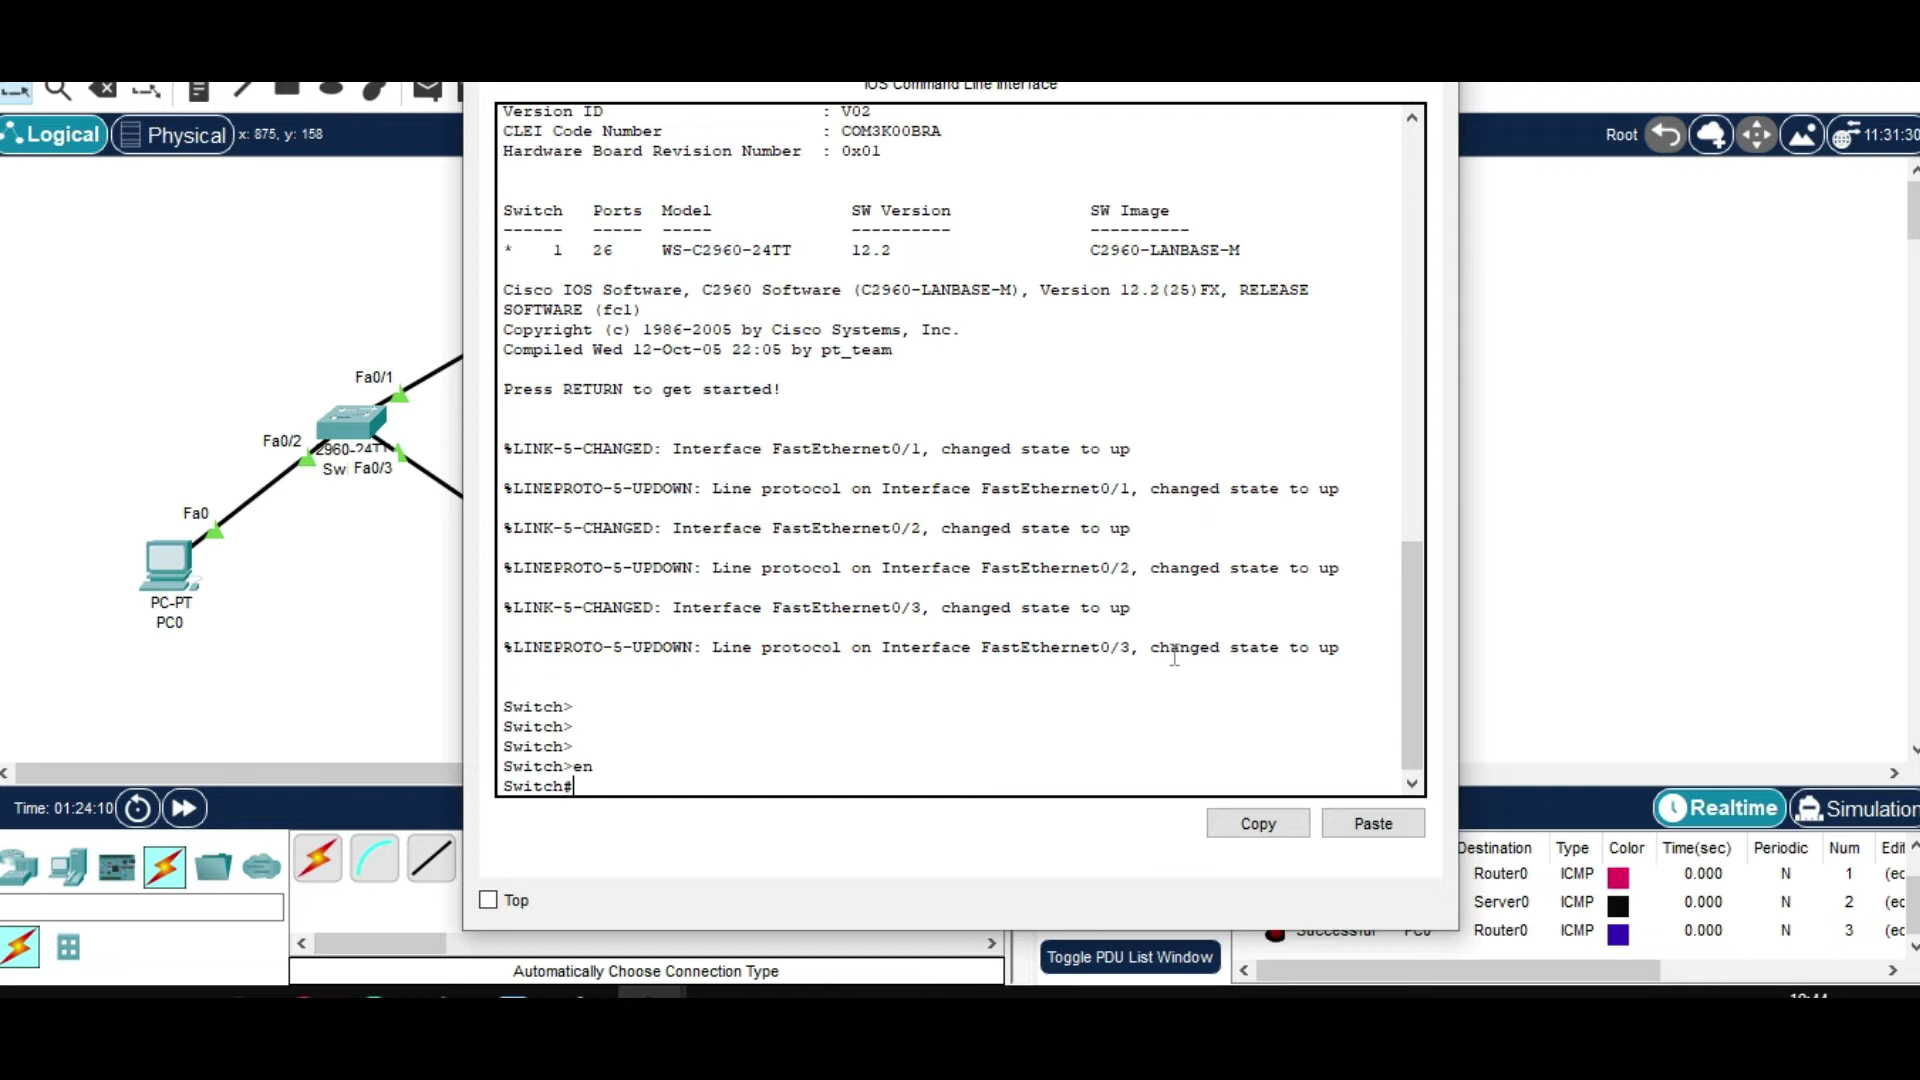 IOS Command Line Interface
Logical
Physical
x: 875, y: 158
Root
11:31:30
Version ID : V02
CLEI Code Number : COM3K00BRA
Hardware Board Revision Number : 0x01
Switch Ports Model SW Version SW Image
------ ----- ----- ---------- ----------
* 1 26 WS-C2960-24TT 12.2 C2960-LANBASE-M
Cisco IOS Software, C2960 Software (C2960-LANBASE-M), Version 12.2(25)FX, RELEASE
SOFTWARE (fc1)
Copyright (c) 1986-2005 by Cisco Systems, Inc.
Compiled Wed 12-Oct-05 22:05 by pt_team
Press RETURN to get started!
%LINK-5-CHANGED: Interface FastEthernet0/1, changed state to up
%LINEPROTO-5-UPDOWN: Line protocol on Interface FastEthernet0/1, changed state to up
%LINK-5-CHANGED: Interface FastEthernet0/2, changed state to up
%LINEPROTO-5-UPDOWN: Line protocol on Interface FastEthernet0/2, changed state to up
%LINK-5-CHANGED: Interface FastEthernet0/3, changed state to up
%LINEPROTO-5-UPDOWN: Line protocol on Interface FastEthernet0/3, changed state to up
Switch>
Switch>
Switch>
Switch>en
Switch#
Copy
Paste
Top
Fa0/1
Fa0/2
2960-24TT
Sw
Fa0/3
Fa0
PC-PT
PC0
Time: 01:24:10
Realtime
Simulation
Automatically Choose Connection Type
Toggle PDU List Window
Destination Type Color Time(sec) Periodic Num Edit
Router0 ICMP 0.000 N 1 (ec
Server0 ICMP 0.000 N 2 (ec
Successful PC0 Router0 ICMP 0.000 N 3 (ec